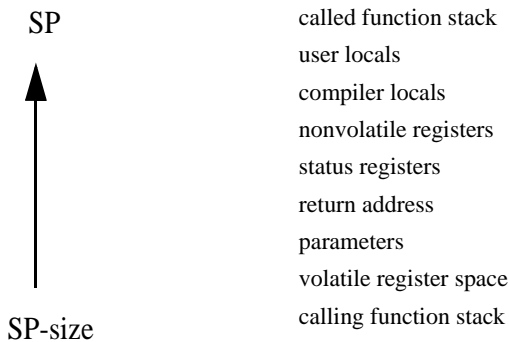 SP
called function stack
user locals
compiler locals
nonvolatile registers
status registers
return address
parameters
volatile register space
calling function stack
SP-size